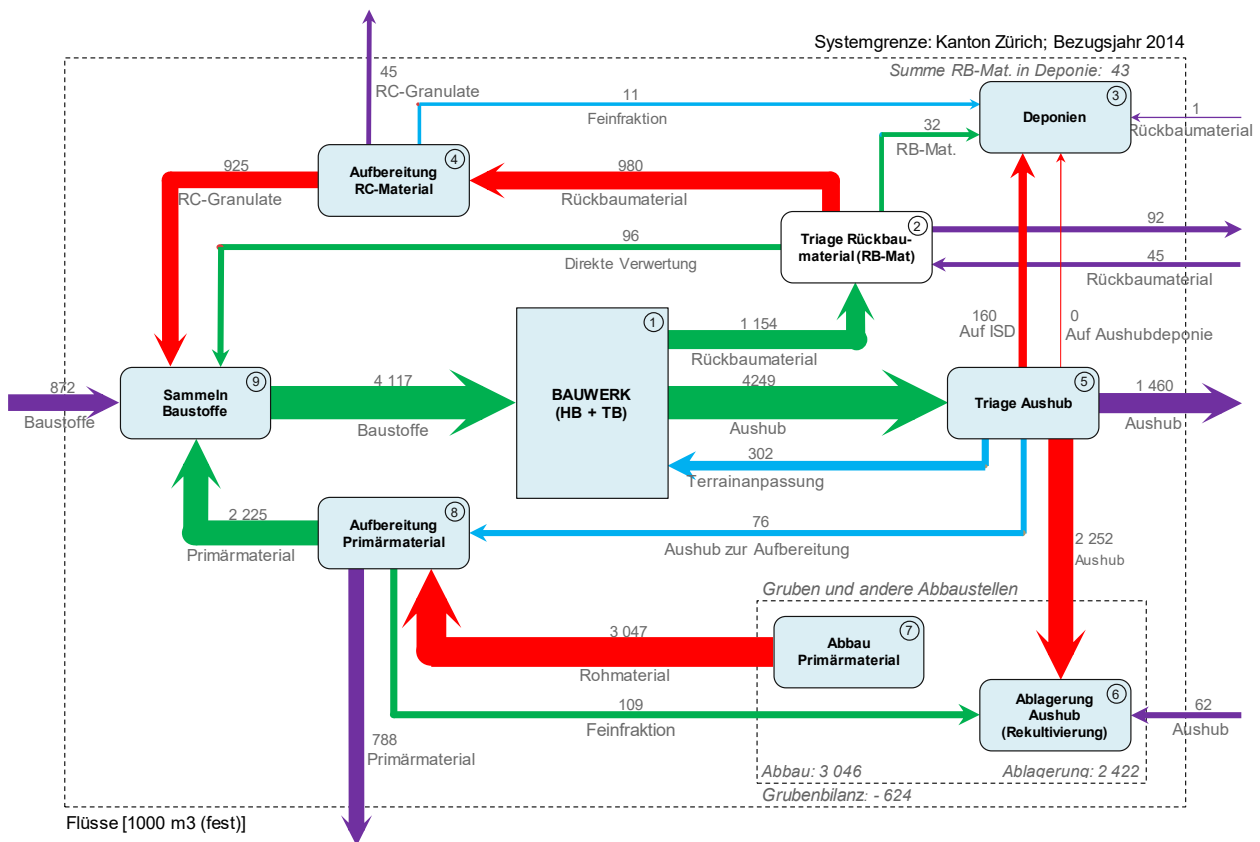 Systemgrenze: Kanton Zürich; Bezugsjahr 2014
Summe RB-Mat. in Deponie: 43
45
RC-Granulate
11
Feinfraktion
3
Deponien
1
Rückbaumaterial
32
RB-Mat.
4
Aufbereitung
RC-Material
925
RC-Granulate
980
Rückbaumaterial
2
Triage Rückbau-
material (RB-Mat)
92
45
Rückbaumaterial
96
Direkte Verwertung
1
BAUWERK
(HB + TB)
1 154
Rückbaumaterial
160
Auf ISD
0
Auf Aushubdeponie
872
Baustoffe
9
Sammeln
Baustoffe
4 117
Baustoffe
4249
Aushub
5
Triage Aushub
1 460
Aushub
302
Terrainanpassung
2 225
Primärmaterial
8
Aufbereitung
Primärmaterial
76
Aushub zur Aufbereitung
2 252
Aushub
Gruben und andere Abbaustellen
3 047
Rohmaterial
7
Abbau
Primärmaterial
109
Feinfraktion
6
Ablagerung
Aushub
(Rekultivierung)
62
Aushub
788
Primärmaterial
Abbau: 3 046
Ablagerung: 2 422
Grubenbilanz: - 624
Flüsse [1000 m3 (fest)]